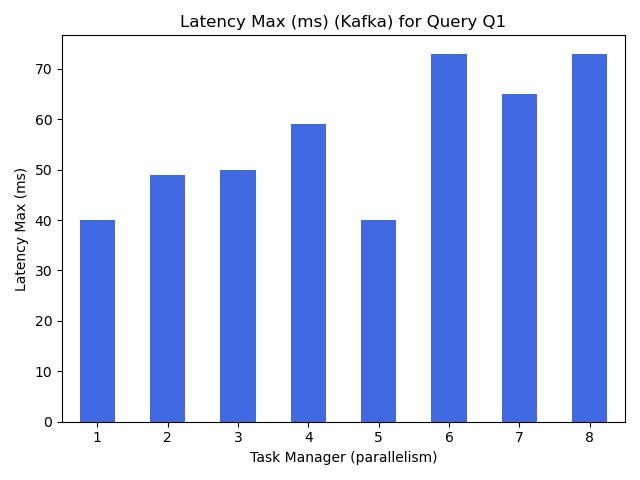 Latency Max (ms) (Kafka) for Query Q1
70
60
50
40
30
20
10
0
Latency Max (ms)
1 2 3 4 5 6 7 8
Task Manager (parallelism)